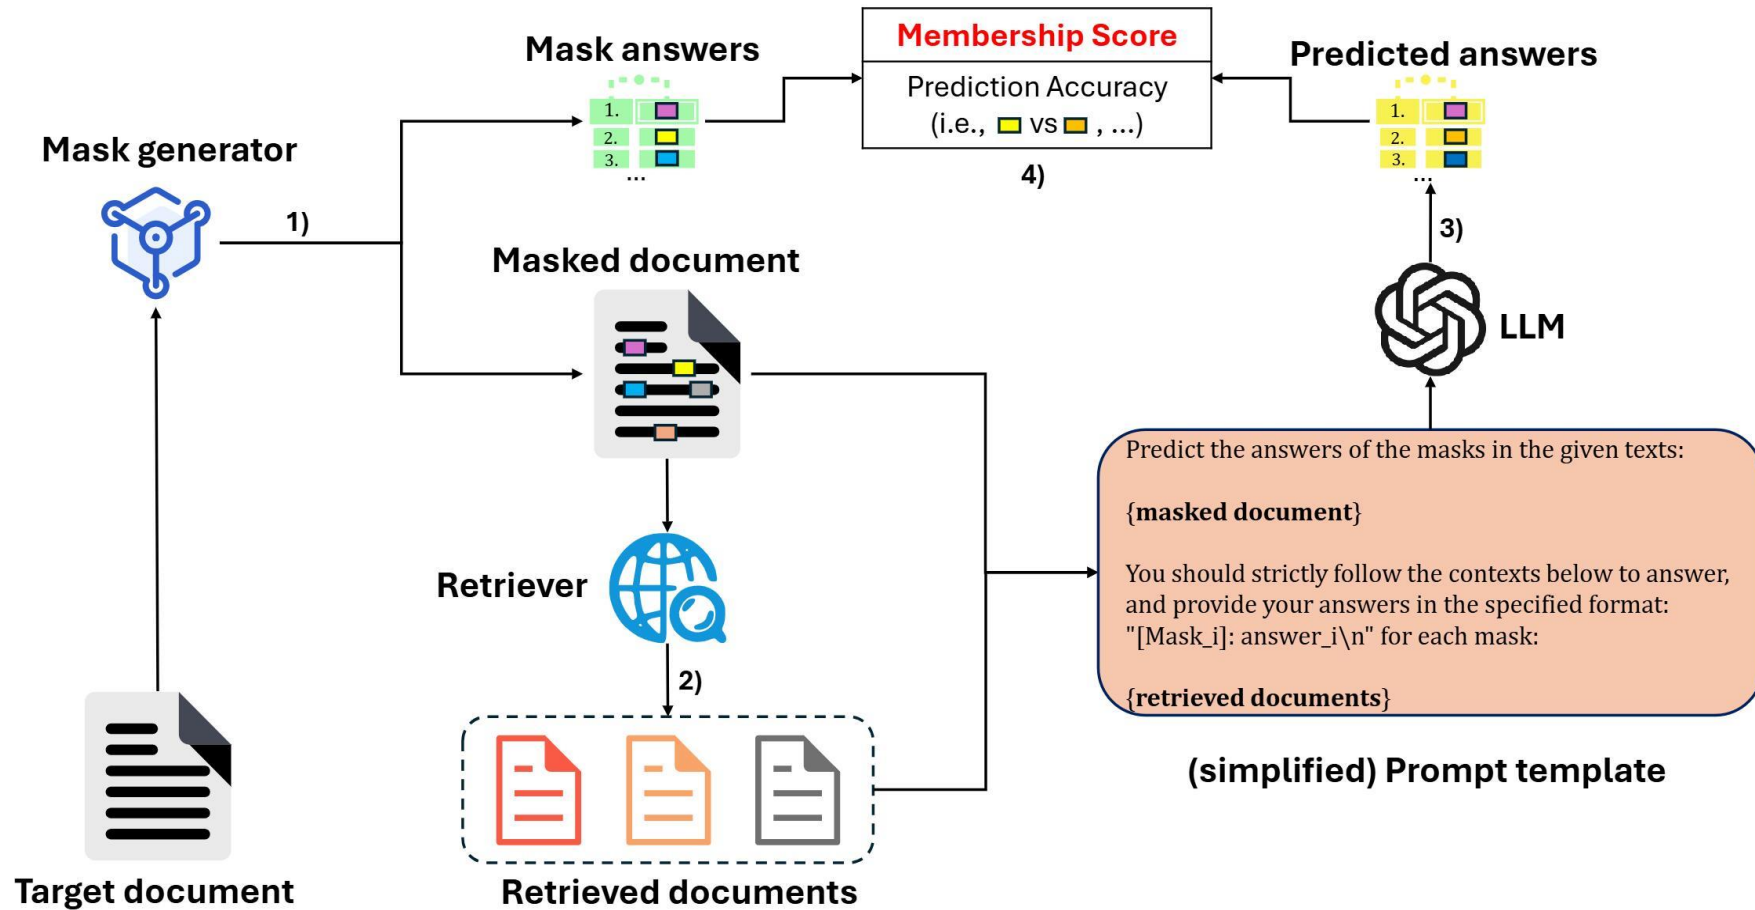 Mask answers
1.
2.
3.
...
Membership Score
Prediction Accuracy
(i.e., vs , ...)
4)
Predicted answers
1.
2.
3.
...
Mask generator
1)
3)
Masked document
LLM
Predict the answers of the masks in the given texts:
{masked document}
You should strictly follow the contexts below to answer,
and provide your answers in the specified format:
"[Mask_i]: answer_i\n" for each mask:
{retrieved documents}
Retriever
2)
(simplified) Prompt template
Target document
Retrieved documents